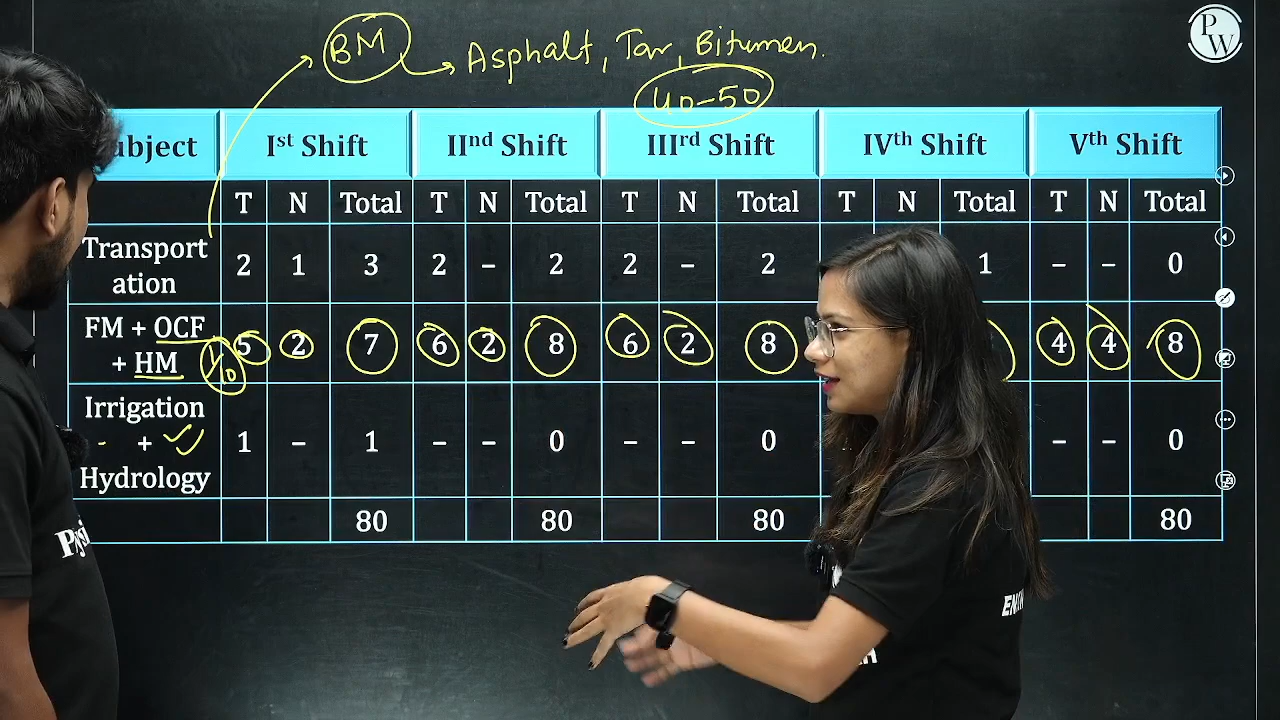 BM → Asphalt, Tar, Bitumen.
40-50
PW
ubject Ist Shift IInd Shift IIIrd Shift IVth Shift Vth Shift
T N Total T N Total T N Total T N Total T N Total
Transport
ation 2 1 3 2 – 2 2 – 2 1 – – 0
FM + OCF
+ HM 5 2 7 6 2 8 6 2 8 4 4 8
Irrigation
+ 1 – 1 – – 0 – – 0 – – 0
Hydrology
80 80 80 80